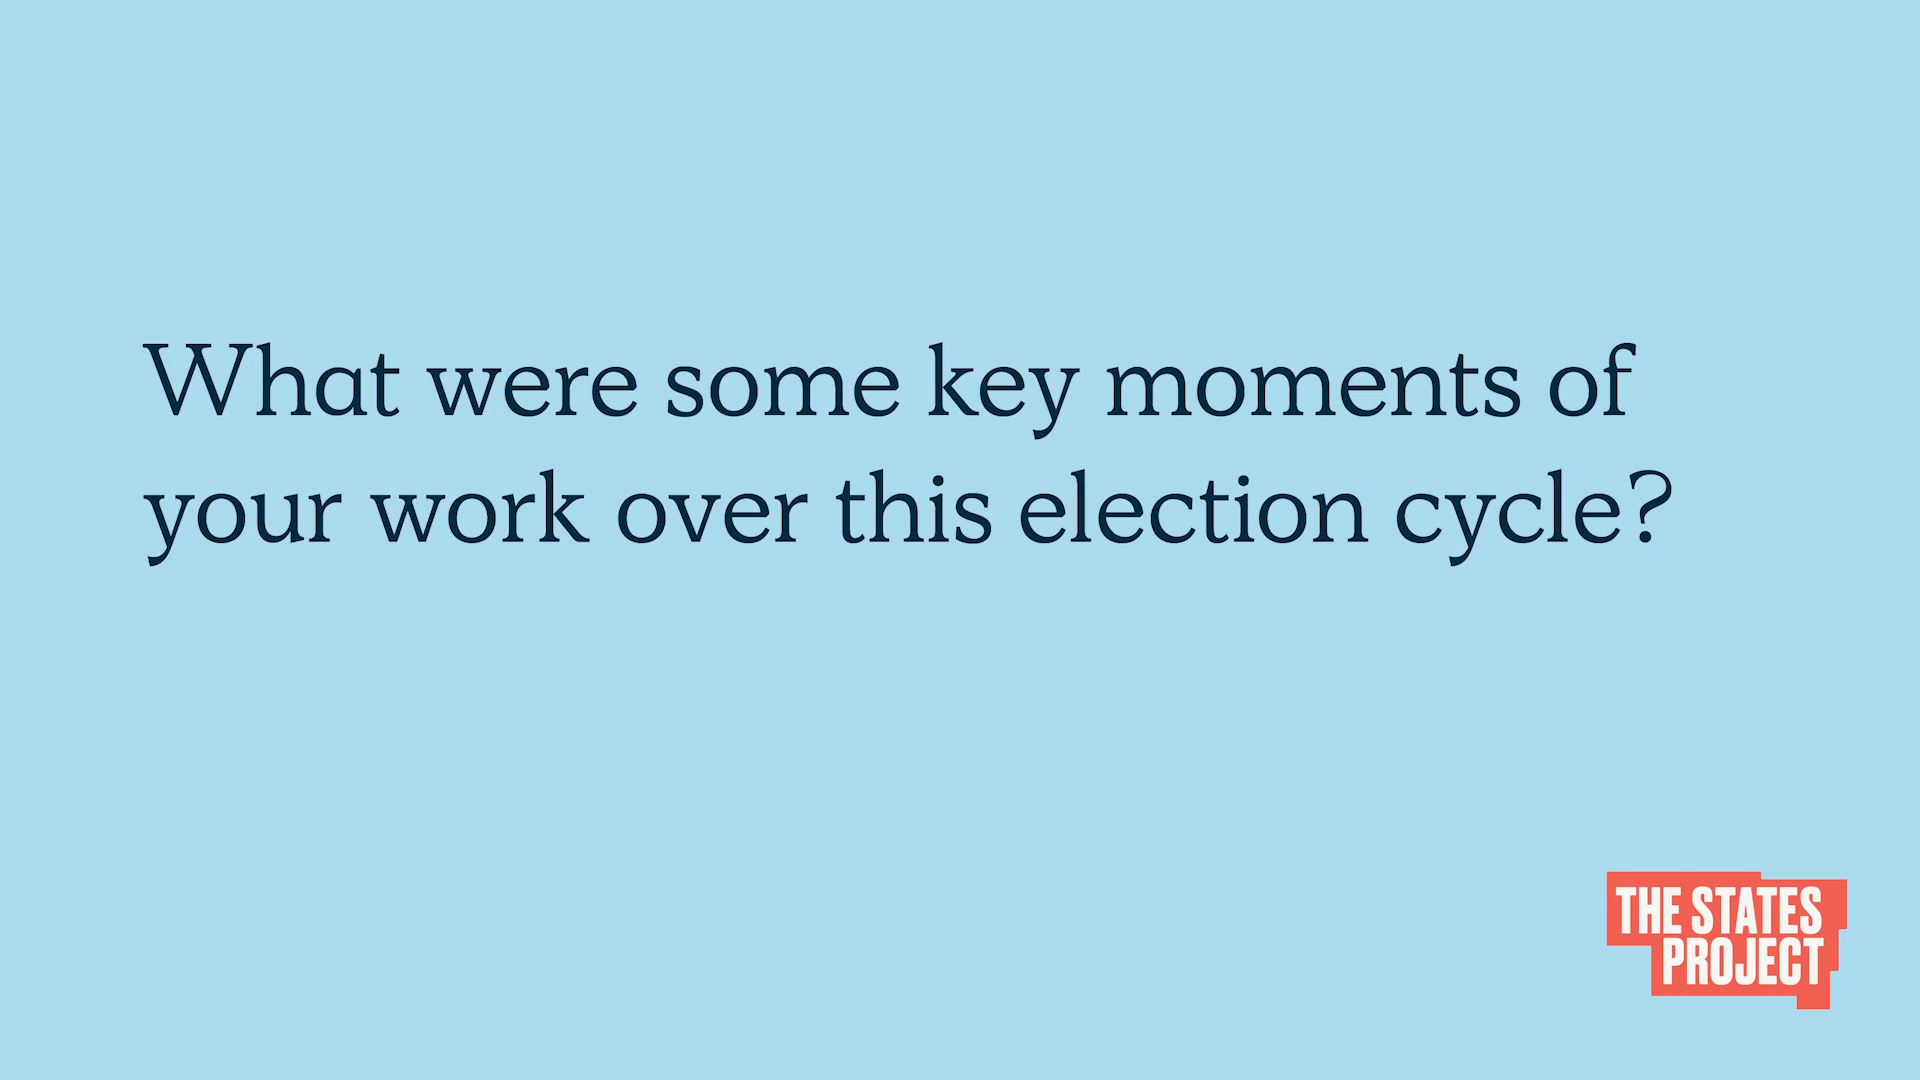 What were some key moments of
your work over this election cycle?
THE STATES
PROJECT